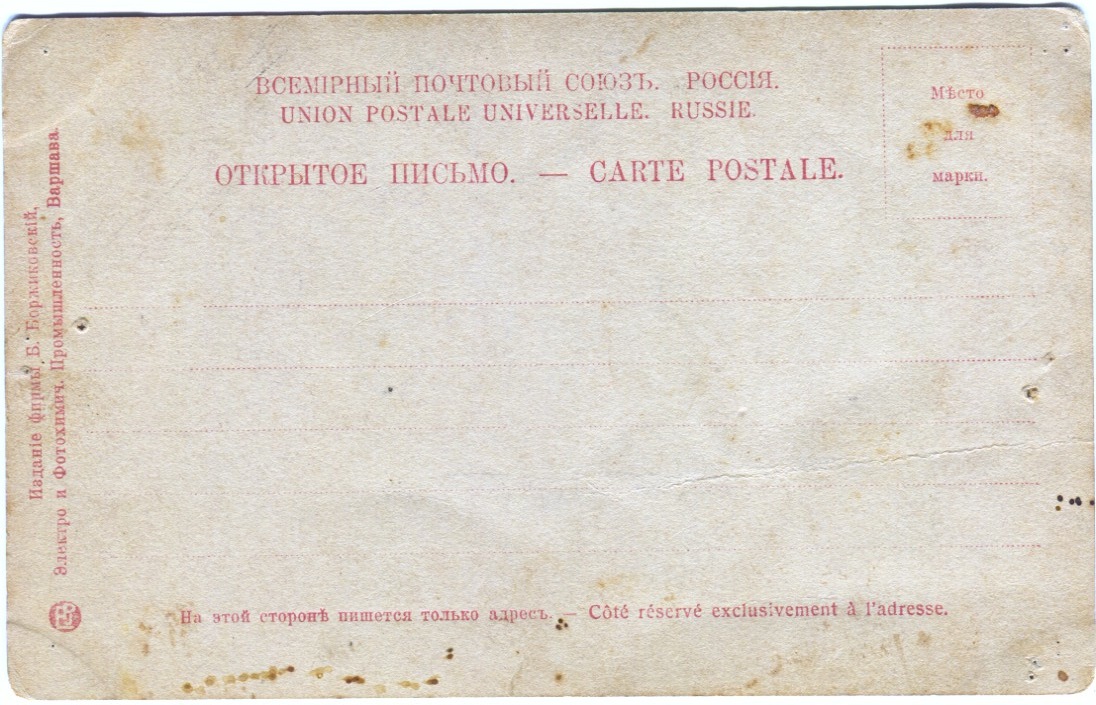 ВСЕМІРНЫЙ ПОЧТОВЫЙ СОЮЗЪ. РОССІЯ.
UNION POSTALE UNIVERSELLE. RUSSIE.
ОТКРЫТОЕ ПИСЬМО. — CARTE POSTALE.
Мѣсто
для
марки.
Изданіе фирмы Б. Боржиковскій,
Электро и Фотохимич. Промышленность, Варшава.
На этой сторонѣ пишется только адресъ. — Côté réservé exclusivement à l'adresse.